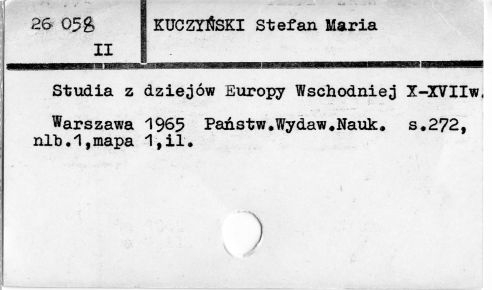 26 058 KUCZYŃSKI Stefan Maria
II
Studia z dziejów Europy Wschodniej X-XVIIw.
Warszawa 1965 Państw.Wydaw.Nauk. s.272,
nlb.1,mapa 1,il.